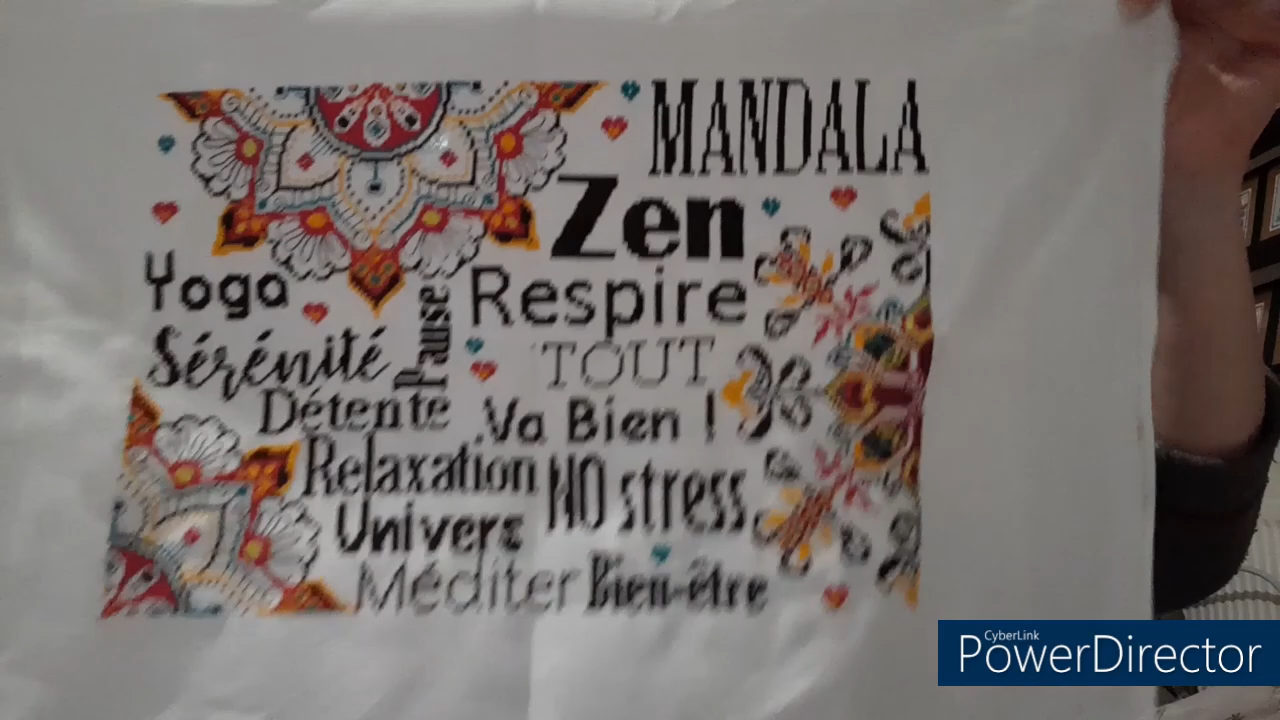 MANDALA
Zen
Yoga
Respire
Pause
Sérénité
TOUT
Détente
Va Bien !
Relaxation
NO stress
Univers
Méditer
Bien-être
CyberLink
PowerDirector